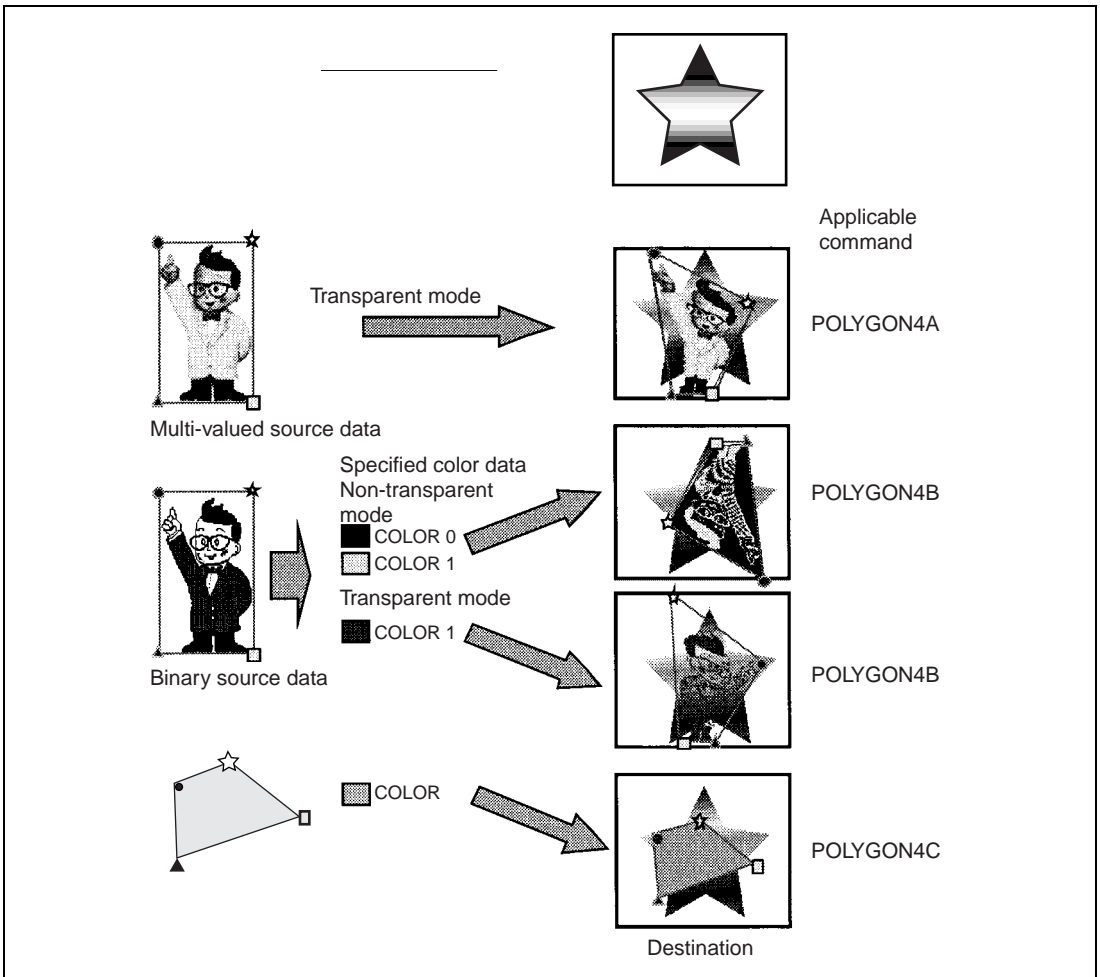 Applicable
command
Transparent mode
POLYGON4A
Multi-valued source data
Specified color data
Non-transparent
mode
COLOR 0
COLOR 1
POLYGON4B
Transparent mode
COLOR 1
POLYGON4B
Binary source data
COLOR
POLYGON4C
Destination